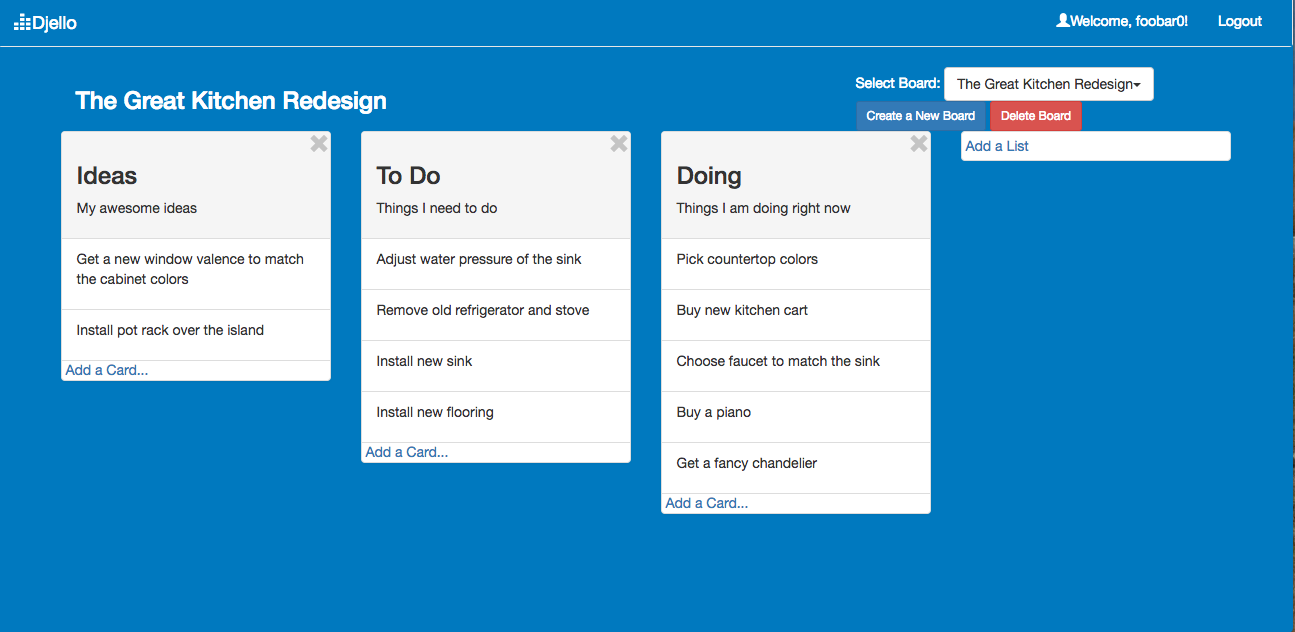 Djello
Welcome, foobar0!
Logout
The Great Kitchen Redesign
Select Board:
The Great Kitchen Redesign
Create a New Board
Delete Board
Ideas
My awesome ideas
Get a new window valence to match
the cabinet colors
Install pot rack over the island
Add a Card...
To Do
Things I need to do
Adjust water pressure of the sink
Remove old refrigerator and stove
Install new sink
Install new flooring
Add a Card...
Doing
Things I am doing right now
Pick countertop colors
Buy new kitchen cart
Choose faucet to match the sink
Buy a piano
Get a fancy chandelier
Add a Card...
Add a List